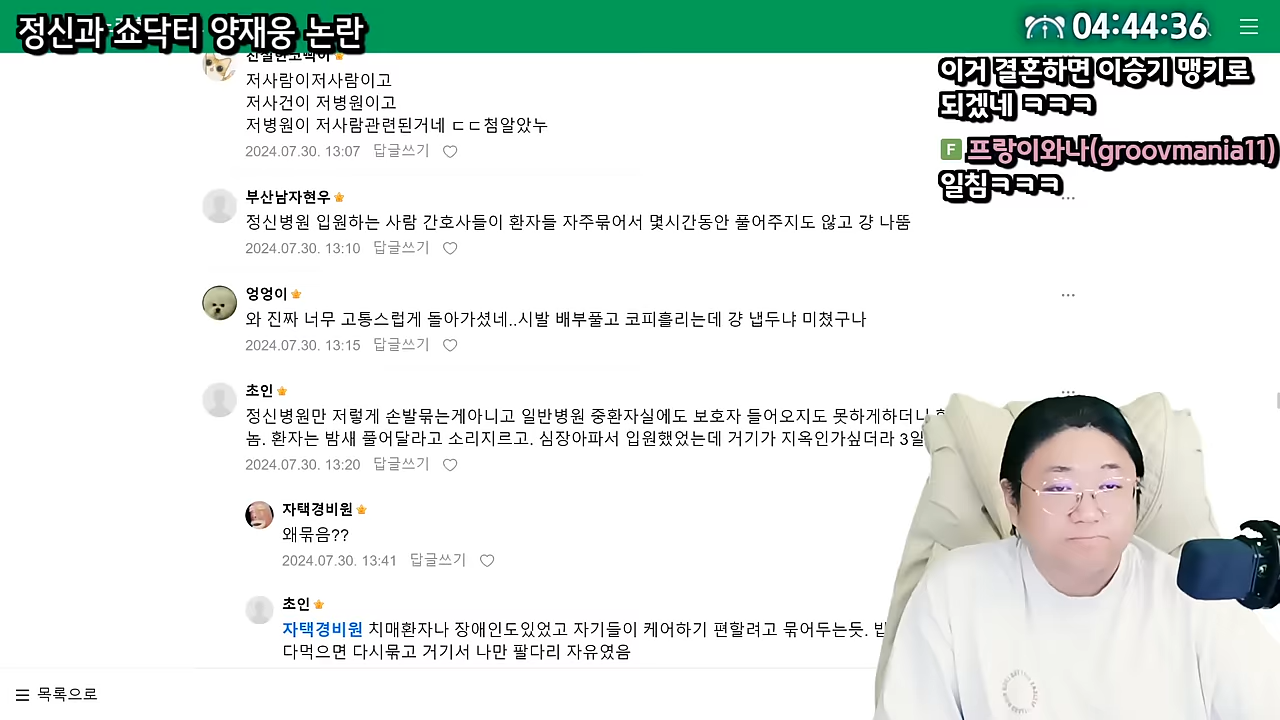 정신과 쇼닥터 양재웅 논란
04:44:36
이거 결혼하면 이승기 맹키로
되겠네 ㅋㅋㅋ
F 프랑이와나(groovmania11)
일침ㅋㅋㅋ
저사람이저사람이고
저사건이 저병원이고
저병원이 저사람관련된거네 ㄷㄷ첨알았누
2024.07.30. 13:07 답글쓰기
부산남자현우
정신병원 입원하는 사람 간호사들이 환자들 자주묶어서 몇시간동안 풀어주지도 않고 걍 나뚬
2024.07.30. 13:10 답글쓰기
엉엉이
와 진짜 너무 고통스럽게 돌아가셨네..시발 배부풀고 코피흘리는데 걍 냅두냐 미쳤구나
2024.07.30. 13:15 답글쓰기
초인
정신병원만 저렇게 손발묶는게아니고 일반병원 중환자실에도 보호자 들어오지도 못하게하더니
놈. 환자는 밤새 풀어달라고 소리지르고. 심장아파서 입원했었는데 거기가 지옥인가싶더라 3일
2024.07.30. 13:20 답글쓰기
자택경비원
왜묶음??
2024.07.30. 13:41 답글쓰기
초인
자택경비원 치매환자나 장애인도있었고 자기들이 케어하기 편할려고 묶어두는듯.
다먹으면 다시묶고 거기서 나만 팔다리 자유였음
목록으로